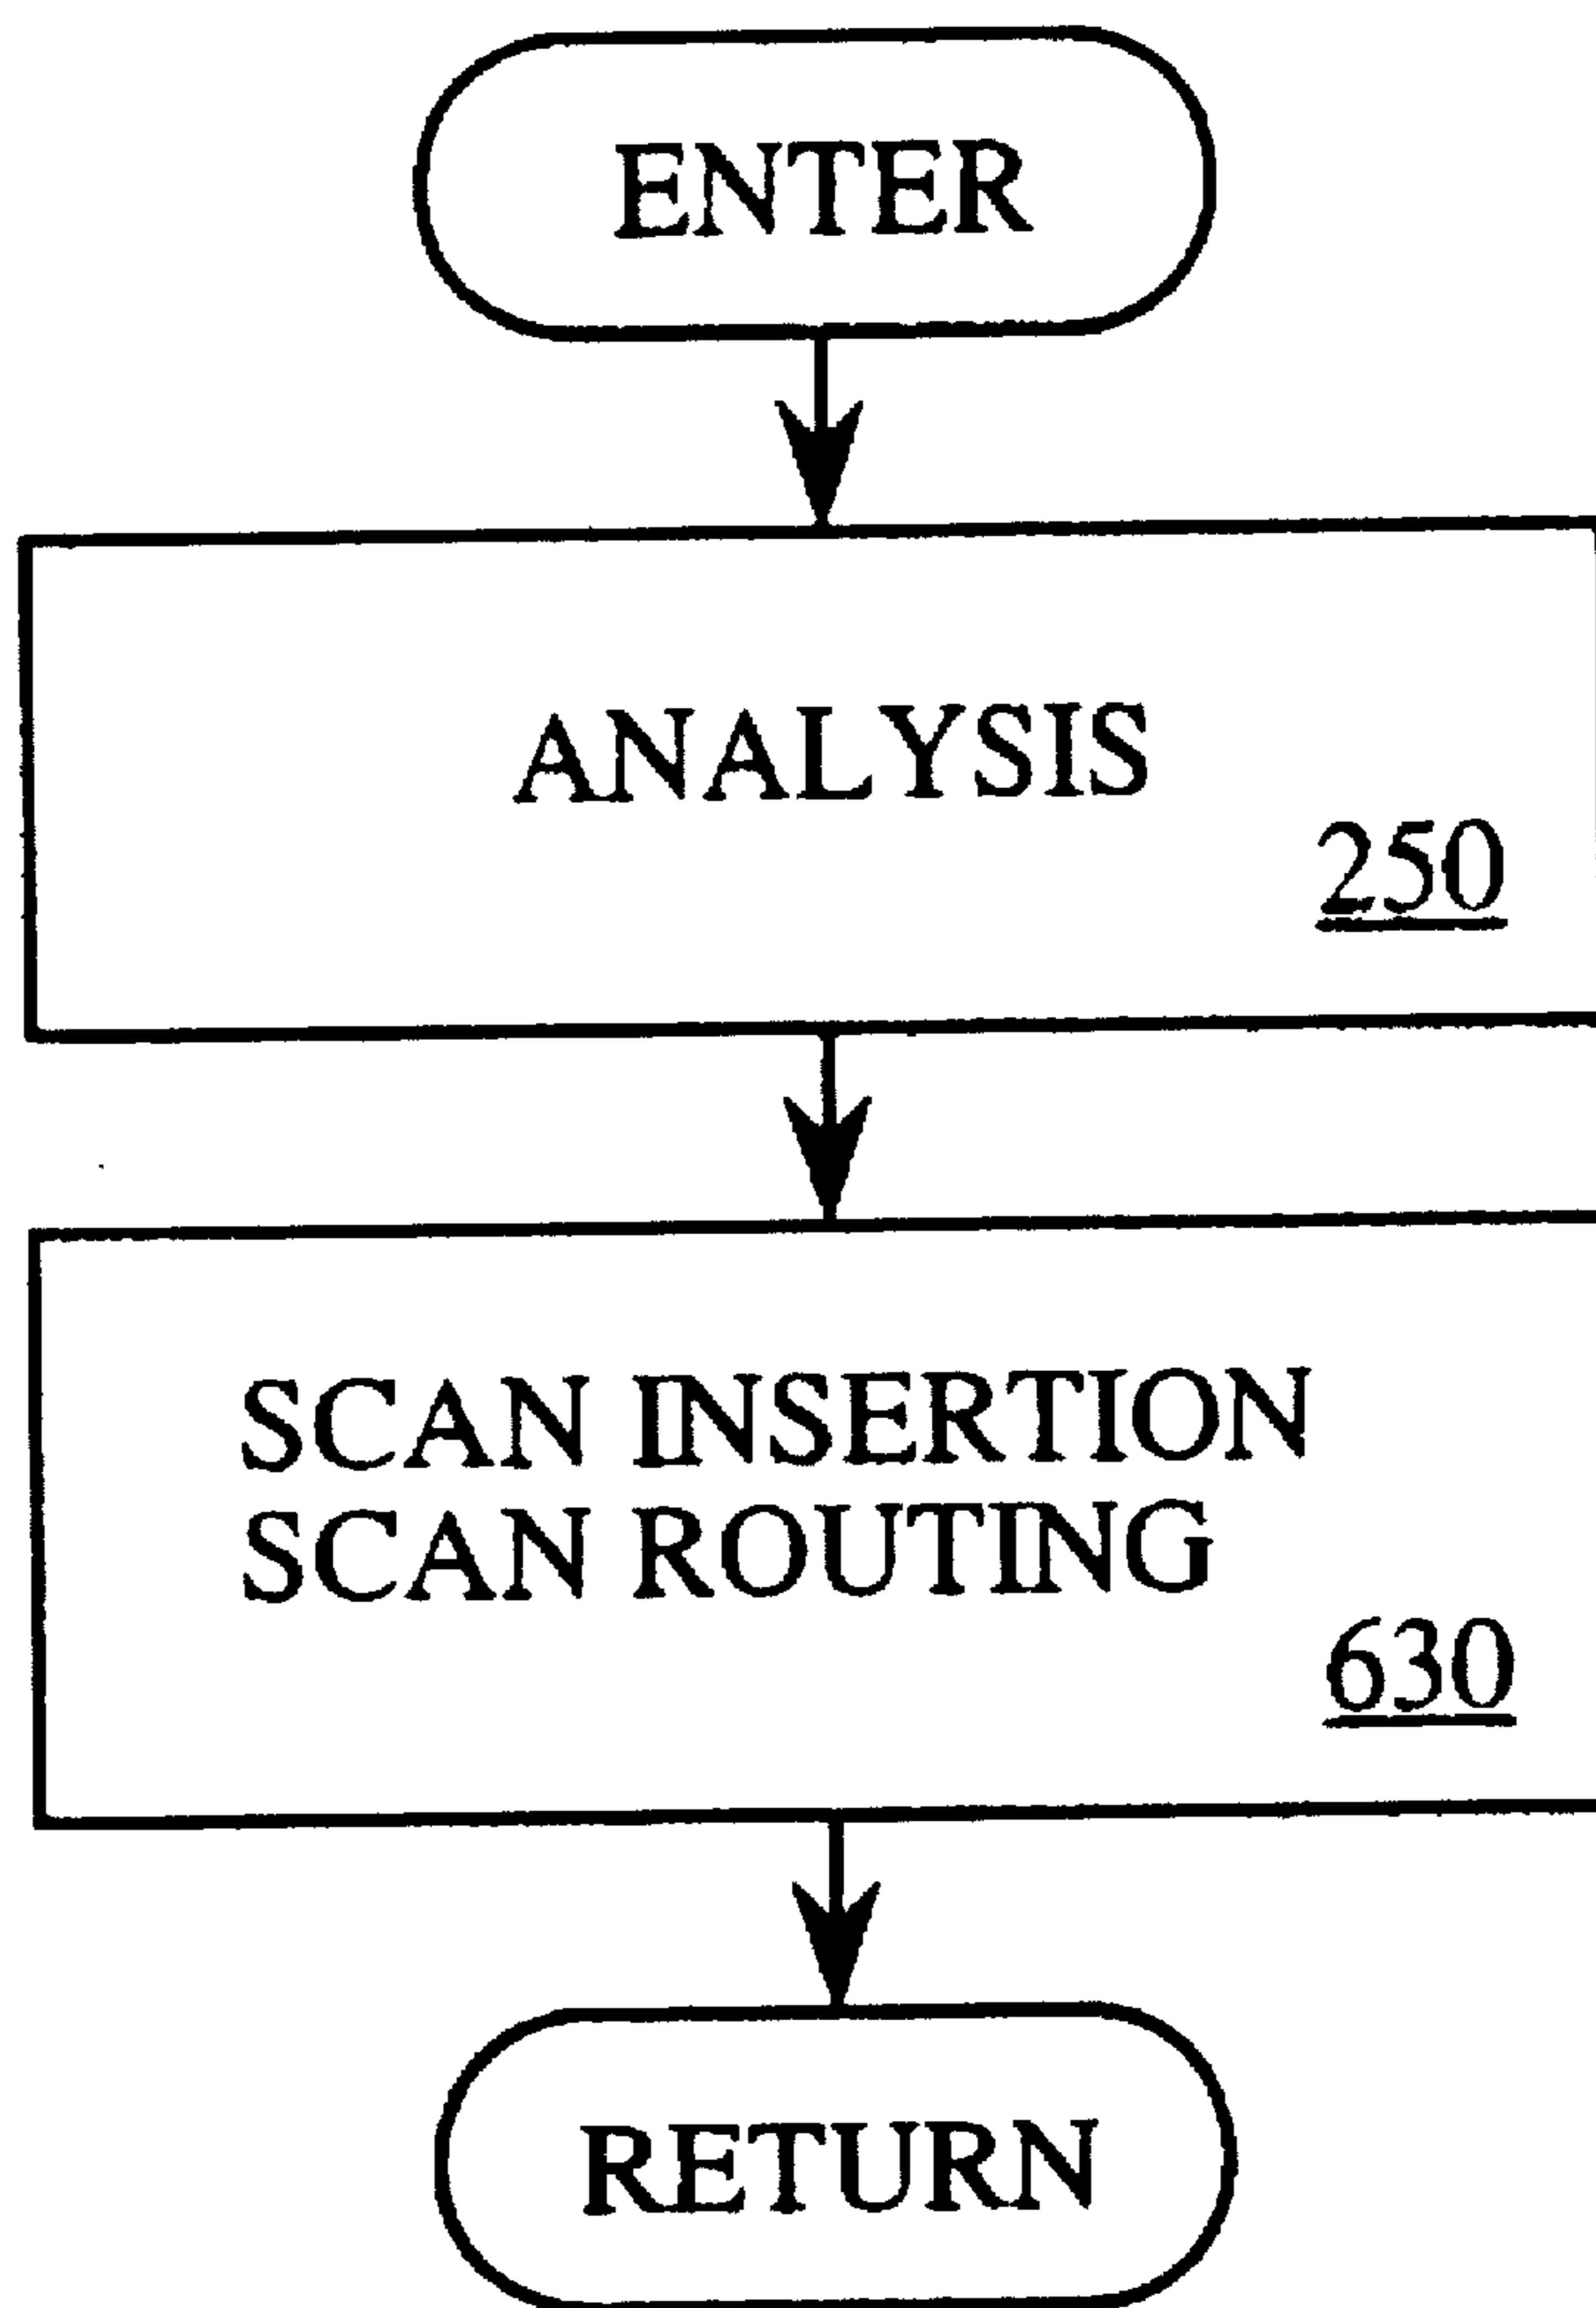 ENTER
ANALYSIS
250
SCAN INSERTION
SCAN ROUTING
630
RETURN